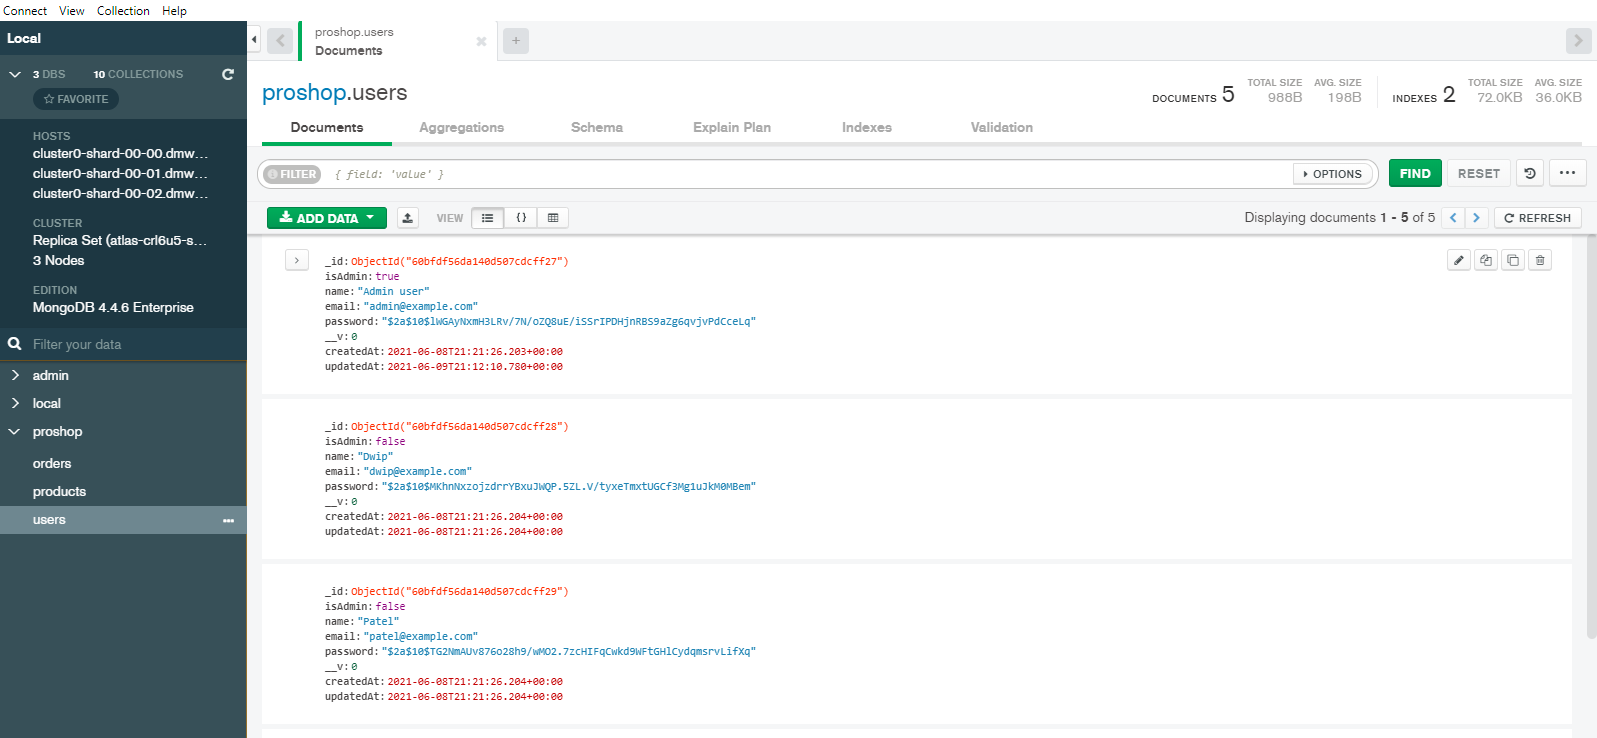 Connect View Collection Help
Local
3 DBS 10 COLLECTIONS
FAVORITE
HOSTS
cluster0-shard-00-00.dmw...
cluster0-shard-00-01.dmw...
cluster0-shard-00-02.dmw...
CLUSTER
Replica Set (atlas-crl6u5-s...
3 Nodes
EDITION
MongoDB 4.4.6 Enterprise
Filter your data
admin
local
proshop
orders
products
users
proshop.users
Documents
proshop.users
DOCUMENTS 5 TOTAL SIZE 988B AVG. SIZE 198B INDEXES 2 TOTAL SIZE 72.0KB AVG. SIZE 36.0KB
Documents Aggregations Schema Explain Plan Indexes Validation
FILTER { field: 'value' } OPTIONS FIND RESET
ADD DATA VIEW {} Displaying documents 1 - 5 of 5 REFRESH
_id: ObjectId("60bfdf56da140d507cdcff27")
isAdmin: true
name: "Admin user"
email: "admin@example.com"
password: "$2a$10$lWGAyNxmH3LRv/7N/oZQ8uE/iSSrIPDHjnRBS9aZg6qvjvPdCceLq"
__v: 0
createdAt: 2021-06-08T21:21:26.203+00:00
updatedAt: 2021-06-09T21:12:10.780+00:00
_id: ObjectId("60bfdf56da140d507cdcff28")
isAdmin: false
name: "Dwip"
email: "dwip@example.com"
password: "$2a$10$MKhnNxzojzdrrYBxuJWQP.5ZL.V/tyxeTmxtUGCf3Mg1uJkM0MBem"
__v: 0
createdAt: 2021-06-08T21:21:26.204+00:00
updatedAt: 2021-06-08T21:21:26.204+00:00
_id: ObjectId("60bfdf56da140d507cdcff29")
isAdmin: false
name: "Patel"
email: "patel@example.com"
password: "$2a$10$TG2NmAUv876o28h9/wMO2.7zcHIFqCwkd9WFtGHlCydqmsrvLifXq"
__v: 0
createdAt: 2021-06-08T21:21:26.204+00:00
updatedAt: 2021-06-08T21:21:26.204+00:00